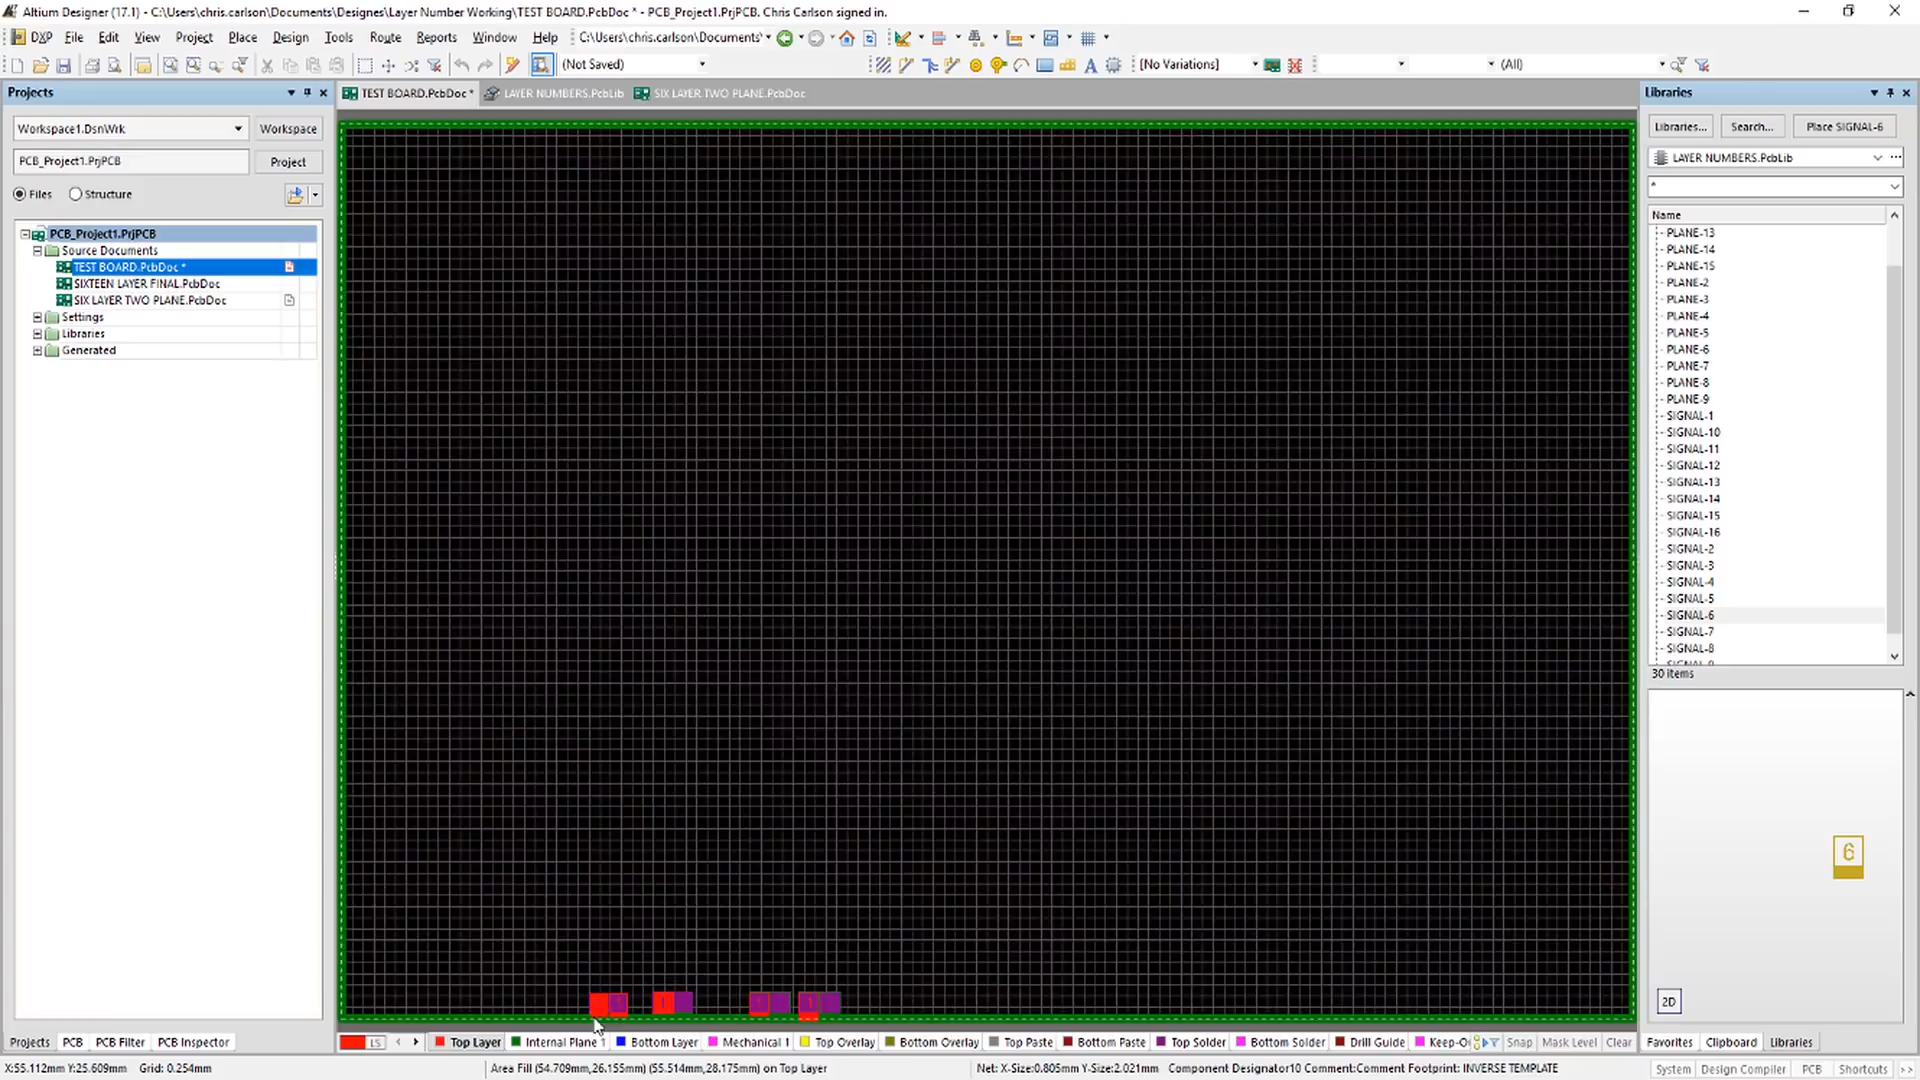 Altium Designer (17.1) - C:\Users\chris.carlson\Documents\Designes\Layer Number Working\TEST BOARD.PcbDoc * - PCB_Project1.PrjPCB. Chris Carlson signed in.
DXP File Edit View Project Place Design Tools Route Reports Window Help C:\Users\chris.carlson\Documents'
(Not Saved) [No Variations] (All)
Projects
TEST BOARD.PcbDoc * LAYER NUMBERS.PcbLib SIX LAYER TWO PLANE.PcbDoc
Libraries
Workspace1.DsnWrk Workspace
PCB_Project1.PrjPCB Project
Files Structure
PCB_Project1.PrjPCB
Source Documents
TEST BOARD.PcbDoc *
SIXTEEN LAYER FINAL.PcbDoc
SIX LAYER TWO PLANE.PcbDoc
Settings
Libraries
Generated
Libraries... Search... Place SIGNAL-6
LAYER NUMBERS.PcbLib
*
Name
PLANE-13
PLANE-14
PLANE-15
PLANE-2
PLANE-3
PLANE-4
PLANE-5
PLANE-6
PLANE-7
PLANE-8
PLANE-9
SIGNAL-1
SIGNAL-10
SIGNAL-11
SIGNAL-12
SIGNAL-13
SIGNAL-14
SIGNAL-15
SIGNAL-16
SIGNAL-2
SIGNAL-3
SIGNAL-4
SIGNAL-5
SIGNAL-6
SIGNAL-7
SIGNAL-8
30 items
6
2D
Projects PCB PCB Filter PCB Inspector
LS Top Layer Internal Plane 1 Bottom Layer Mechanical 1 Top Overlay Bottom Overlay Top Paste Bottom Paste Top Solder Bottom Solder Drill Guide Keep-O Snap Mask Level Clear
Favorites Clipboard Libraries
X:55.112mm Y:25.609mm Grid: 0.254mm Area Fill (54.709mm,26.155mm) (55.514mm,28.175mm) on Top Layer Net: X-Size:0.805mm Y-Size:2.021mm Component Designator10 Comment:Comment Footprint: INVERSE TEMPLATE System Design Compiler PCB Shortcuts >>